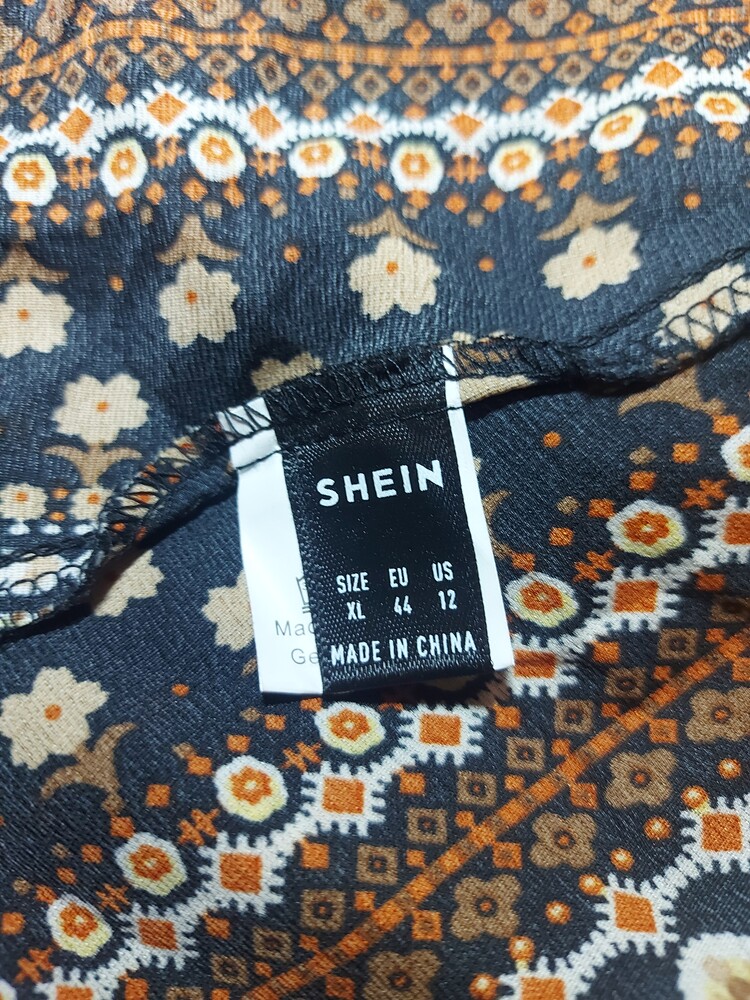 SHEIN
SIZE EU US
XL 44 12
MADE IN CHINA